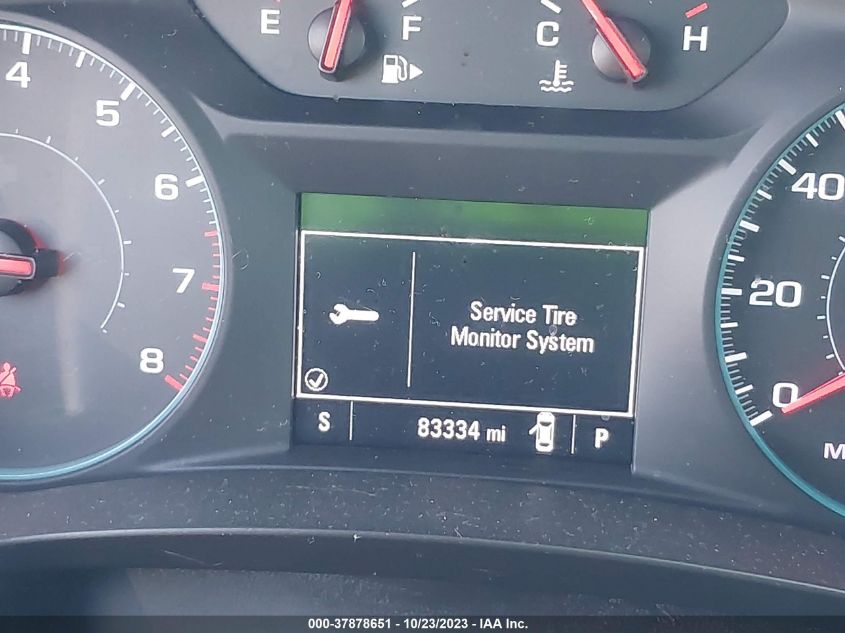 E F C H
4
5
6
7
8
40
20
0
M
Service Tire
Monitor System
S 83334 mi P
000-37878651 - 10/23/2023 - IAA Inc.